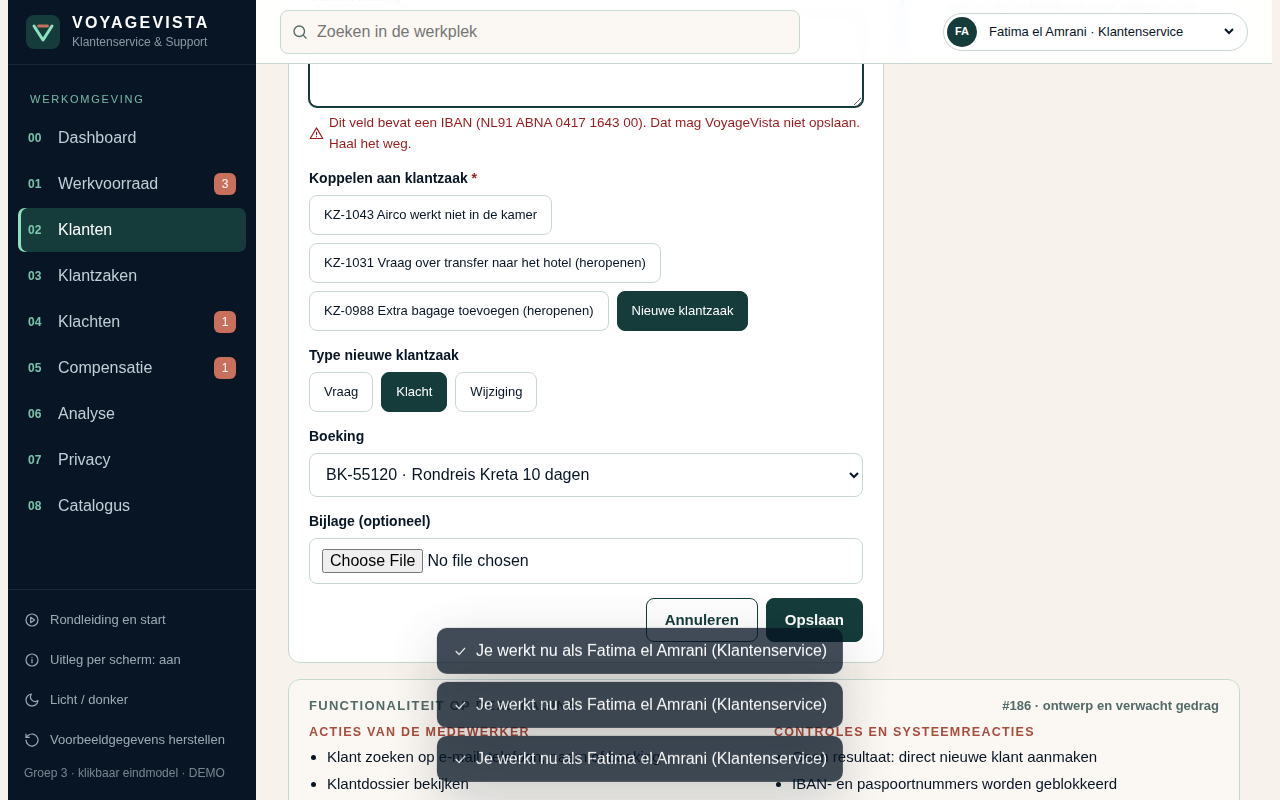 VOYAGEVISTA
Klantenservice & Support
Zoeken in de werkplek
FA
Fatima el Amrani · Klantenservice
WERKOMGEVING
00 Dashboard
01 Werkvoorraad 3
02 Klanten
03 Klantzaken
04 Klachten 1
05 Compensatie 1
06 Analyse
07 Privacy
08 Catalogus
Rondleiding en start
Uitleg per scherm: aan
Licht / donker
Voorbeeldgegevens herstellen
Groep 3 · klikbaar eindmodel · DEMO
Dit veld bevat een IBAN (NL91 ABNA 0417 1643 00). Dat mag VoyageVista niet opslaan.
Haal het weg.
Koppelen aan klantzaak *
KZ-1043 Airco werkt niet in de kamer
KZ-1031 Vraag over transfer naar het hotel (heropenen)
KZ-0988 Extra bagage toevoegen (heropenen)
Nieuwe klantzaak
Type nieuwe klantzaak
Vraag
Klacht
Wijziging
Boeking
BK-55120 · Rondreis Kreta 10 dagen
Bijlage (optioneel)
Choose File No file chosen
Annuleren
Opslaan
Je werkt nu als Fatima el Amrani (Klantenservice)
Je werkt nu als Fatima el Amrani (Klantenservice)
Je werkt nu als Fatima el Amrani (Klantenservice)
FUNCTIONALITEIT
#186 · ontwerp en verwacht gedrag
ACTIES VAN DE MEDEWERKER
Klant zoeken op
Klantdossier bekijken
CONTROLES EN SYSTEEMREACTIES
resultaat: direct nieuwe klant aanmaken
IBAN- en paspoortnummers worden geblokkeerd